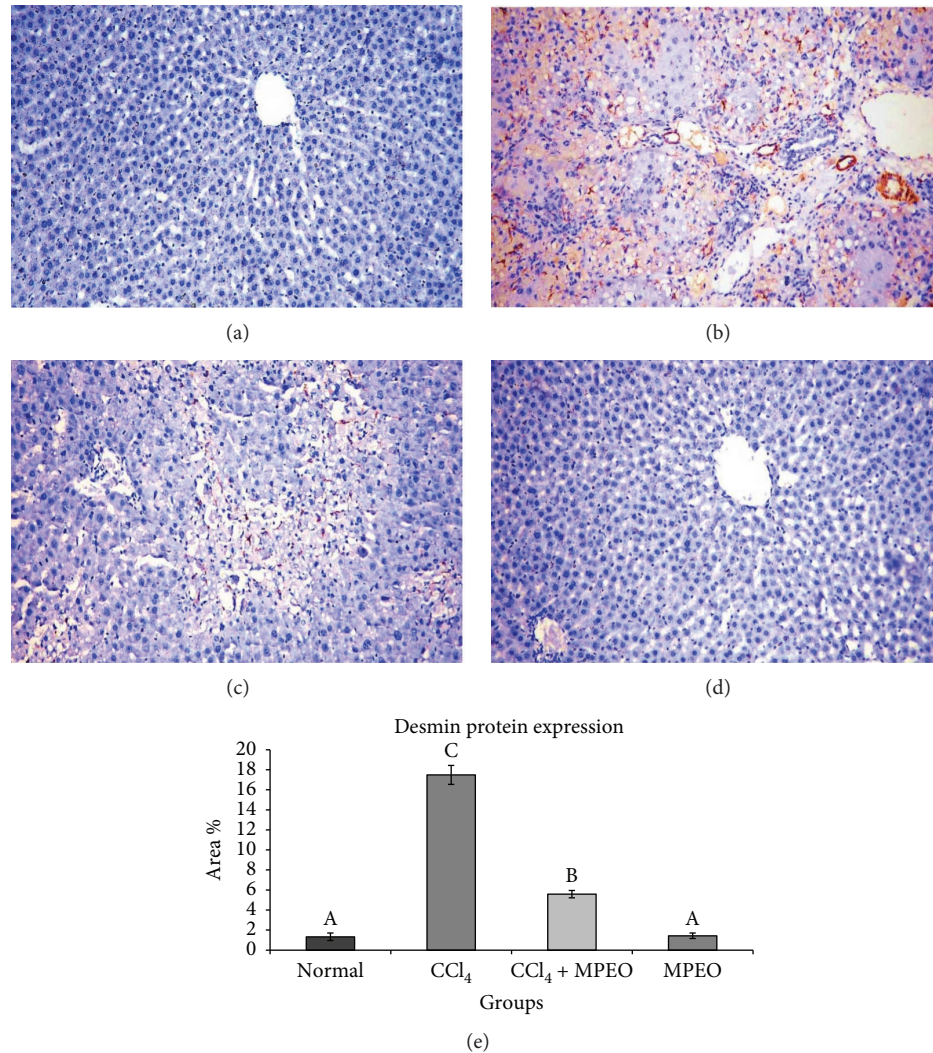 (a)
(b)
(c)
(d)
Desmin protein expression
20
18
16
14
12
10
8
6
4
2
0
Area %
A
C
B
A
Normal
CCl₄
CCl₄ + MPEO
MPEO
Groups
(e)